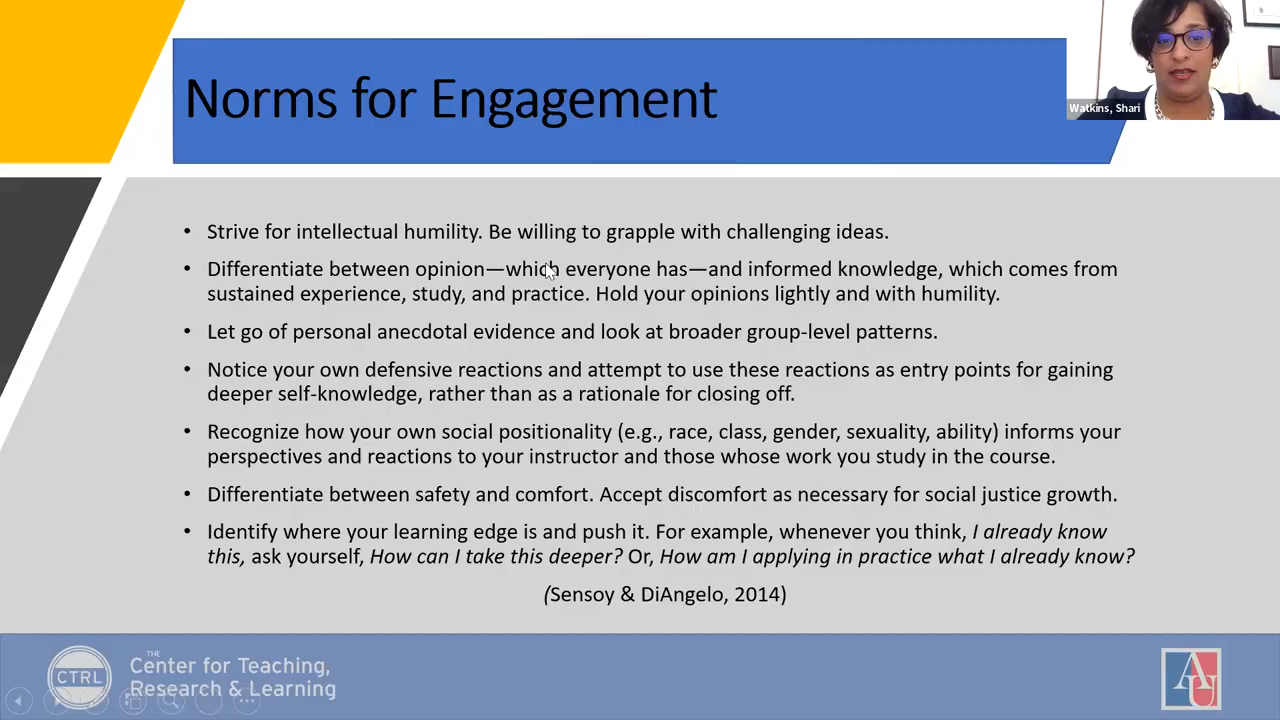 Norms for Engagement
Watkins, Shari
• Strive for intellectual humility. Be willing to grapple with challenging ideas.
• Differentiate between opinion—which everyone has—and informed knowledge, which comes from
sustained experience, study, and practice. Hold your opinions lightly and with humility.
• Let go of personal anecdotal evidence and look at broader group-level patterns.
• Notice your own defensive reactions and attempt to use these reactions as entry points for gaining
deeper self-knowledge, rather than as a rationale for closing off.
• Recognize how your own social positionality (e.g., race, class, gender, sexuality, ability) informs your
perspectives and reactions to your instructor and those whose work you study in the course.
• Differentiate between safety and comfort. Accept discomfort as necessary for social justice growth.
• Identify where your learning edge is and push it. For example, whenever you think, I already know
this, ask yourself, How can I take this deeper? Or, How am I applying in practice what I already know?
(Sensoy & DiAngelo, 2014)
CTRL
THE
Center for Teaching,
Research & Learning
AU